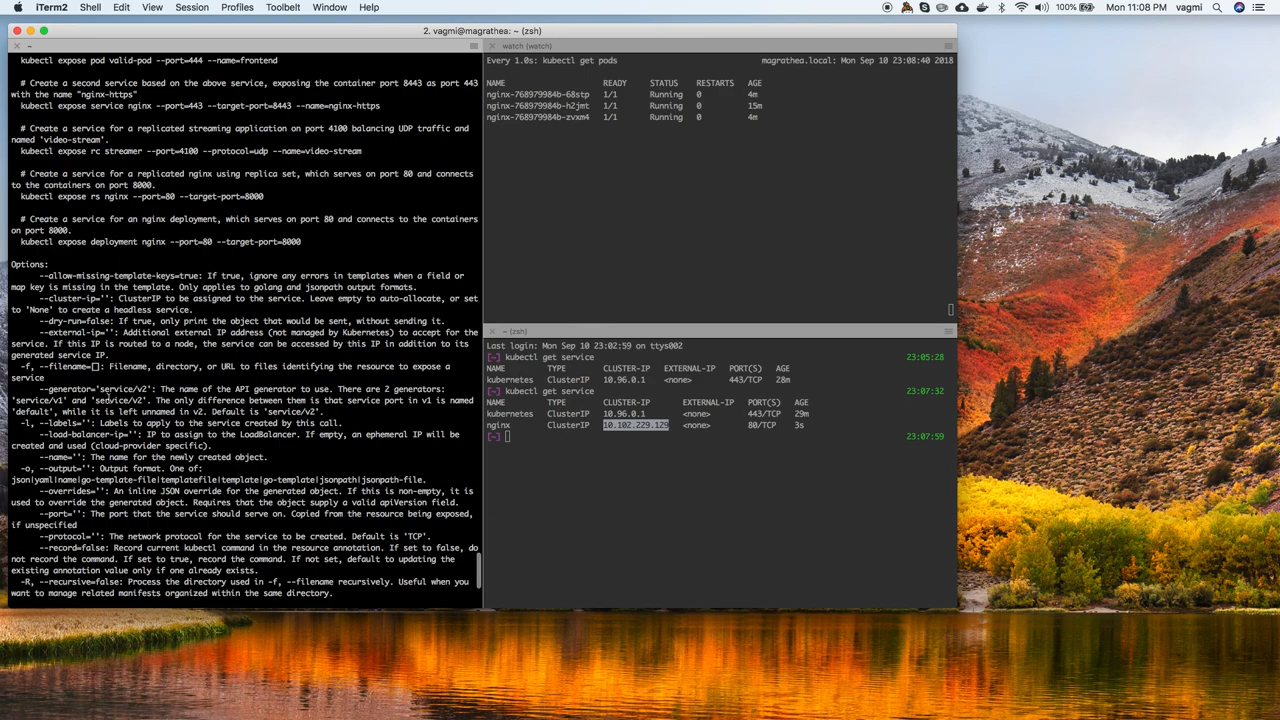 iTerm2 Shell Edit View Session Profiles Toolbelt Window Help 100% Mon 11:08 PM vagmi
2. vagmi@magrathea: ~ (zsh)
~
kubectl expose pod valid-pod --port=444 --name=frontend
# Create a second service based on the above service, exposing the container port 8443 as port 443
with the name "nginx-https"
kubectl expose service nginx --port=443 --target-port=8443 --name=nginx-https
# Create a service for a replicated streaming application on port 4100 balancing UDP traffic and
named 'video-stream'.
kubectl expose rc streamer --port=4100 --protocol=udp --name=video-stream
# Create a service for a replicated nginx using replica set, which serves on port 80 and connects
to the containers on port 8000.
kubectl expose rs nginx --port=80 --target-port=8000
# Create a service for an nginx deployment, which serves on port 80 and connects to the containers
on port 8000.
kubectl expose deployment nginx --port=80 --target-port=8000
Options:
--allow-missing-template-keys=true: If true, ignore any errors in templates when a field or
map key is missing in the template. Only applies to golang and jsonpath output formats.
--cluster-ip='': ClusterIP to be assigned to the service. Leave empty to auto-allocate, or set
to 'None' to create a headless service.
--dry-run=false: If true, only print the object that would be sent, without sending it.
--external-ip='': Additional external IP address (not managed by Kubernetes) to accept for the
service. If this IP is routed to a node, the service can be accessed by this IP in addition to its
generated service IP.
-f, --filename=[]: Filename, directory, or URL to files identifying the resource to expose a
service
--generator='service/v2': The name of the API generator to use. There are 2 generators:
'service/v1' and 'service/v2'. The only difference between them is that service port in v1 is named
'default', while it is left unnamed in v2. Default is 'service/v2'.
-l, --labels='': Labels to apply to the service created by this call.
--load-balancer-ip='': IP to assign to the LoadBalancer. If empty, an ephemeral IP will be
created and used (cloud-provider specific).
--name='': The name for the newly created object.
-o, --output='': Output format. One of:
json|yaml|name|go-template-file|templatefile|template|go-template|jsonpath|jsonpath-file.
--overrides='': An inline JSON override for the generated object. If this is non-empty, it is
used to override the generated object. Requires that the object supply a valid apiVersion field.
--port='': The port that the service should serve on. Copied from the resource being exposed,
if unspecified
--protocol='': The network protocol for the service to be created. Default is 'TCP'.
--record=false: Record current kubectl command in the resource annotation. If set to false, do
not record the command. If set to true, record the command. If not set, default to updating the
existing annotation value only if one already exists.
-R, --recursive=false: Process the directory used in -f, --filename recursively. Useful when you
want to manage related manifests organized within the same directory.
watch (watch)
Every 1.0s: kubectl get pods magrathea.local: Mon Sep 10 23:08:40 2018
NAME READY STATUS RESTARTS AGE
nginx-768979984b-68stp 1/1 Running 0 4m
nginx-768979984b-h2jmt 1/1 Running 0 15m
nginx-768979984b-zvxm4 1/1 Running 0 4m
~ (zsh)
Last login: Mon Sep 10 23:02:59 on ttys002
[~] kubectl get service 23:05:28
NAME TYPE CLUSTER-IP EXTERNAL-IP PORT(S) AGE
kubernetes ClusterIP 10.96.0.1 <none> 443/TCP 28m
[~] kubectl get service 23:07:32
NAME TYPE CLUSTER-IP EXTERNAL-IP PORT(S) AGE
kubernetes ClusterIP 10.96.0.1 <none> 443/TCP 29m
nginx ClusterIP 10.102.229.129 <none> 80/TCP 3s
[~] 23:07:59